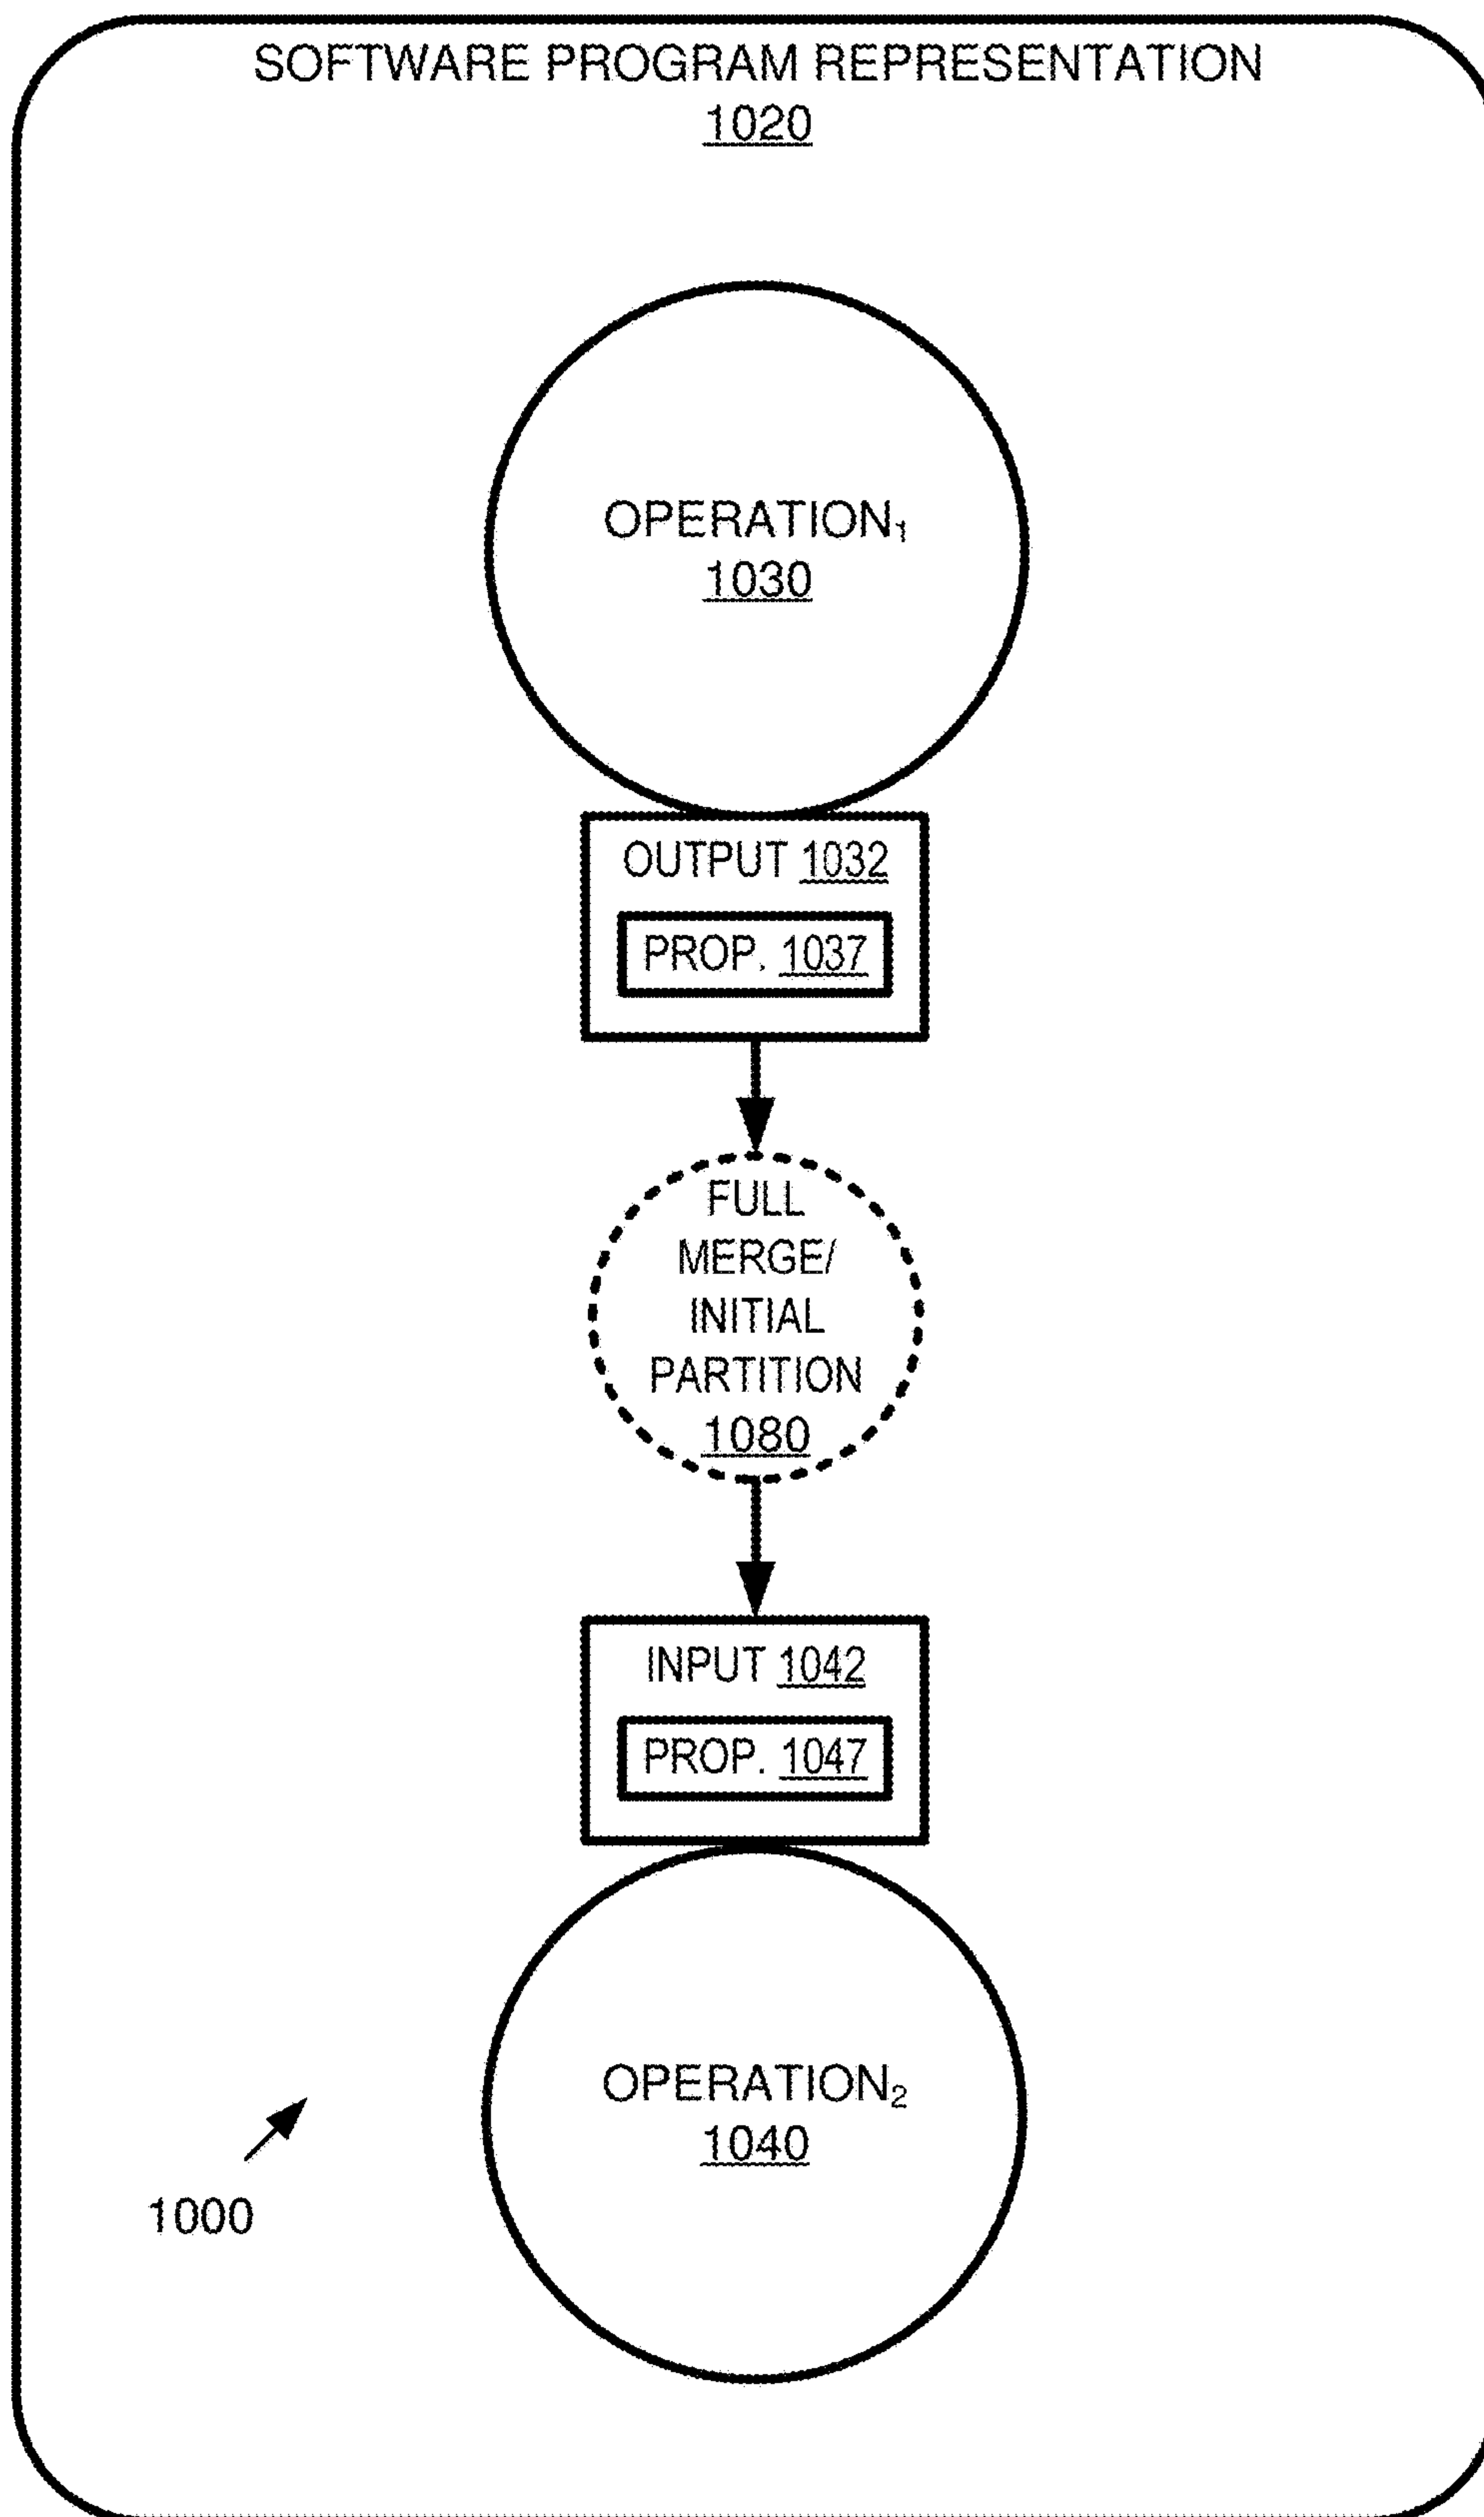 SOFTWARE PROGRAM REPRESENTATION
1020
OPERATION₁
1030
OUTPUT 1032
PROP. 1037
FULL
MERGE/
INITIAL
PARTITION
1080
INPUT 1042
PROP. 1047
OPERATION₂
1040
1000